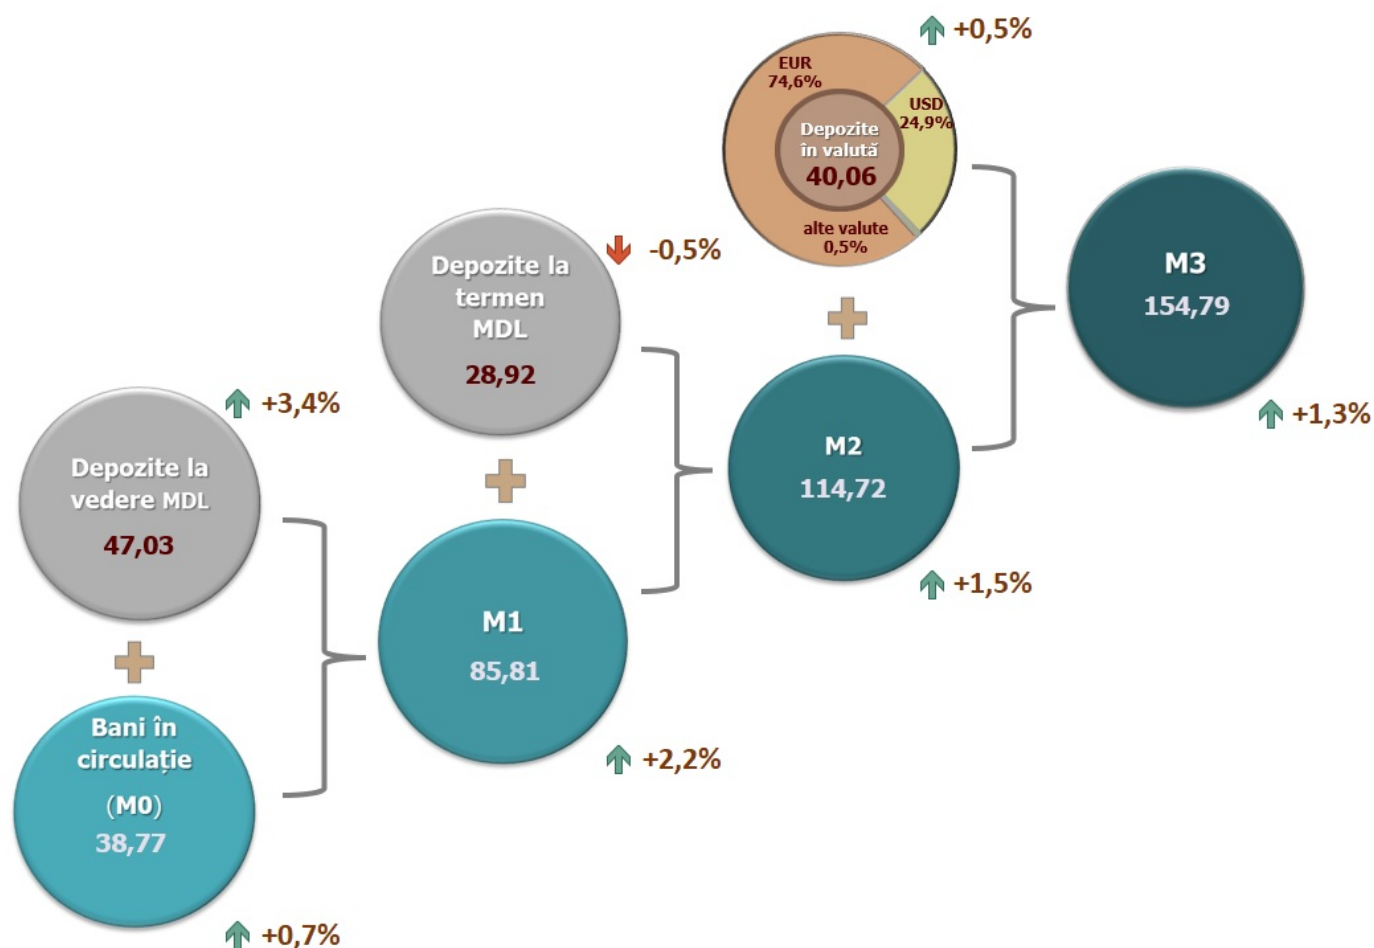 +0,5%
EUR
74,6%
USD
24,9%
Depozite
în valută
40,06
alte valute
0,5%
M3
154,79
+1,3%
-0,5%
Depozite la
termen
MDL
28,92
M2
114,72
+1,5%
+3,4%
Depozite la
vedere MDL
47,03
M1
85,81
+2,2%
Bani în
circulație
(M0)
38,77
+0,7%